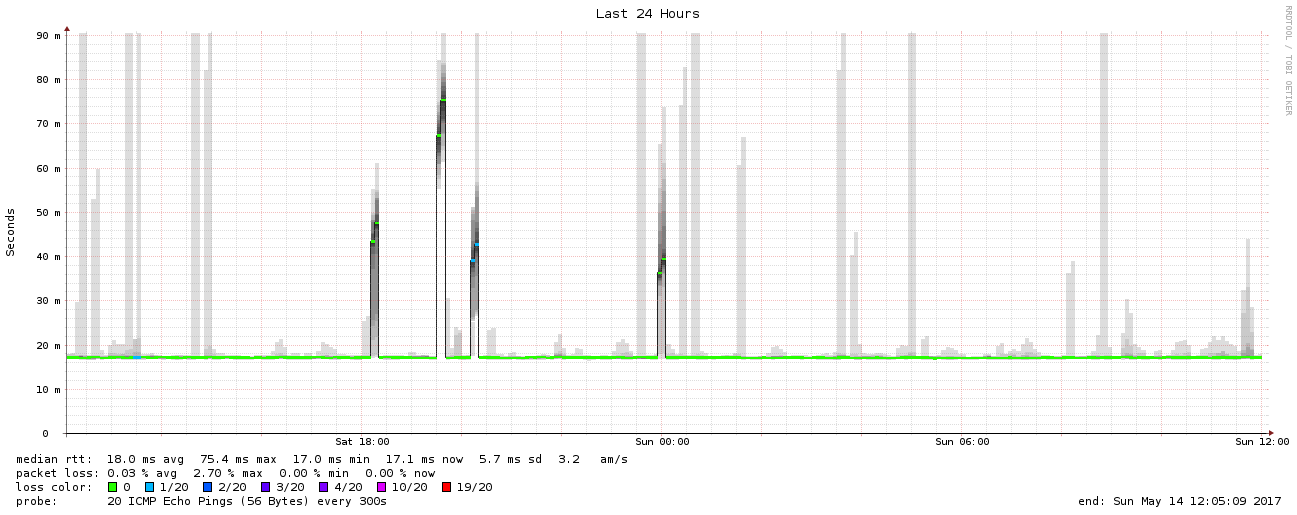 Last 24 Hours
RRDTOOL / TOBI OETIKER
Seconds
90 m
80 m
70 m
60 m
50 m
40 m
30 m
20 m
10 m
0
Sat 18:00 Sun 00:00 Sun 06:00 Sun 12:00
median rtt: 18.0 ms avg 75.4 ms max 17.0 ms min 17.1 ms now 5.7 ms sd 3.2 am/s
packet loss: 0.03 % avg 2.70 % max 0.00 % min 0.00 % now
loss color: 0 1/20 2/20 3/20 4/20 10/20 19/20
probe: 20 ICMP Echo Pings (56 Bytes) every 300s end: Sun May 14 12:05:09 2017